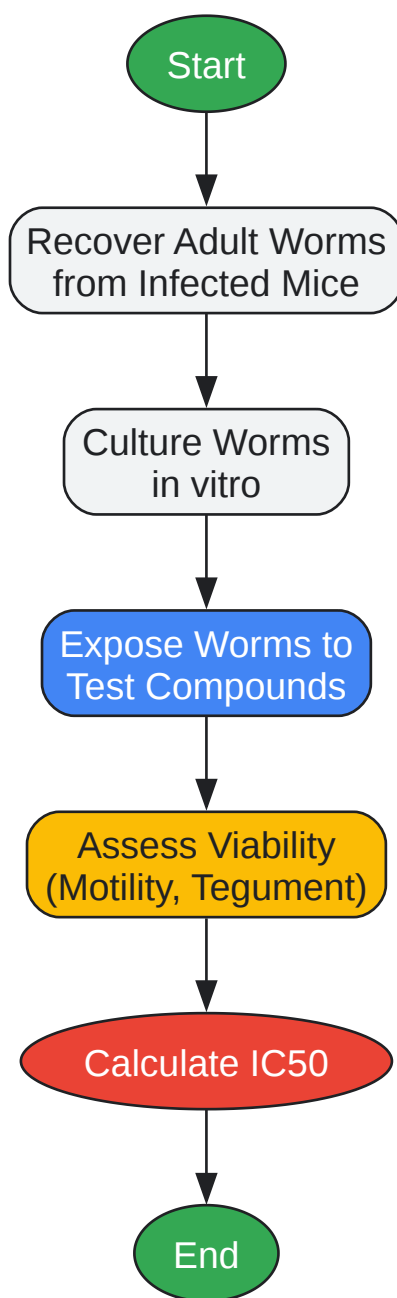 Start
Recover Adult Worms
from Infected Mice
Culture Worms
in vitro
Expose Worms to
Test Compounds
Assess Viability
(Motility, Tegument)
Calculate IC50
End